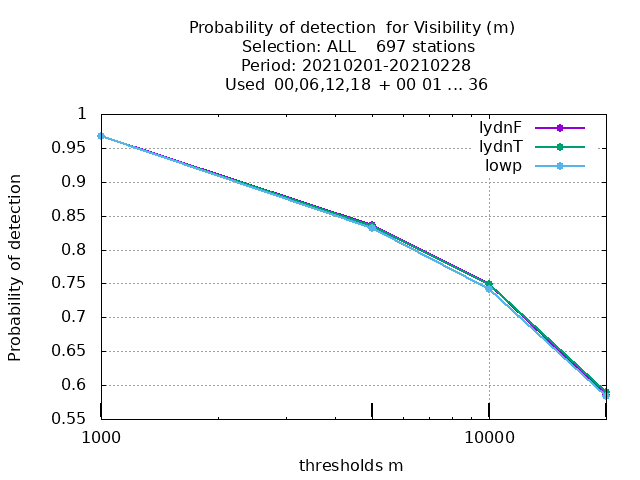 Probability of detection  for Visibility (m)
Selection: ALL    697 stations
Period: 20210201-20210228
Used  00,06,12,18  + 00 01 ... 36
lydnF
lydnT
lowp
Probability of detection
1
0.95
0.9
0.85
0.8
0.75
0.7
0.65
0.6
0.55
1000
10000
thresholds m